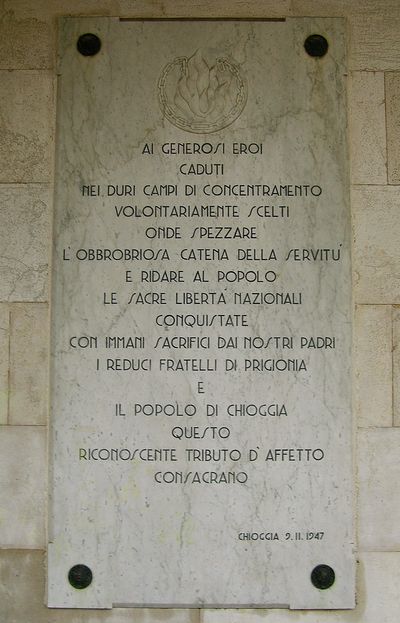 AI GENEROSI EROI
CADUTI
NEI DURI CAMPI DI CONCENTRAMENTO
VOLONTARIAMENTE SCELTI
ONDE SPEZZARE
L'OBBROBRIOSA CATENA DELLA SERVITU'
E RIDARE AL POPOLO
LE SACRE LIBERTA' NAZIONALI
CONQUISTATE
CON IMMANI SACRIFICI DAI NOSTRI PADRI
I REDUCI FRATELLI DI PRIGIONIA
E
IL POPOLO DI CHIOGGIA
QUESTO
RICONOSCENTE TRIBUTO D'AFFETTO
CONSACRANO
CHIOGGIA 9.11.1947